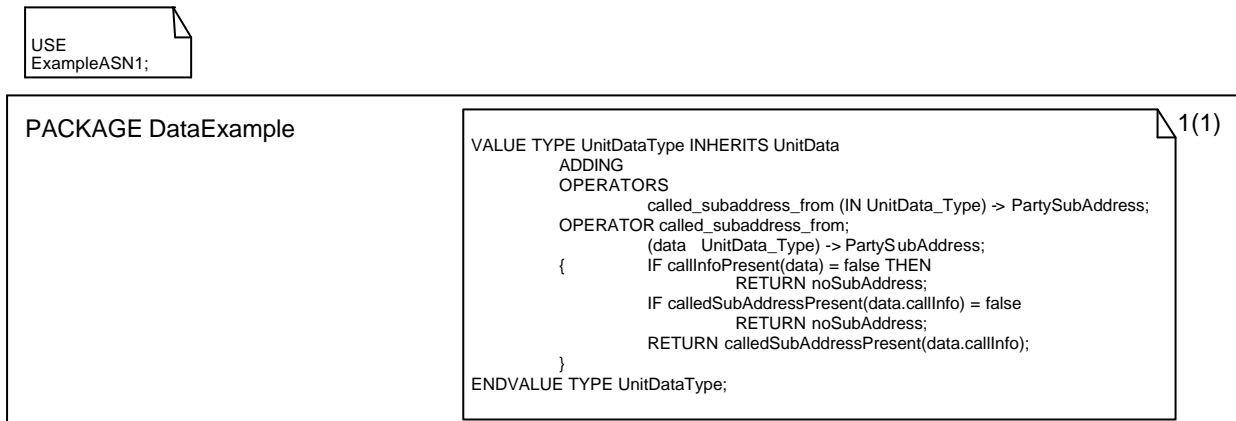 USE
ExampleASN1;
PACKAGE DataExample
1(1)
VALUE TYPE UnitDataType INHERITS UnitData
ADDING
OPERATORS
called_subaddress_from (IN UnitData_Type) -> PartySubAddress;
OPERATOR called_subaddress_from;
(data UnitData_Type) -> PartySubAddress;
{ IF callInfoPresent(data) = false THEN
RETURN noSubAddress;
IF calledSubAddressPresent(data.callInfo) = false
RETURN noSubAddress;
RETURN calledSubAddressPresent(data.callInfo);
}
ENDVALUE TYPE UnitDataType;